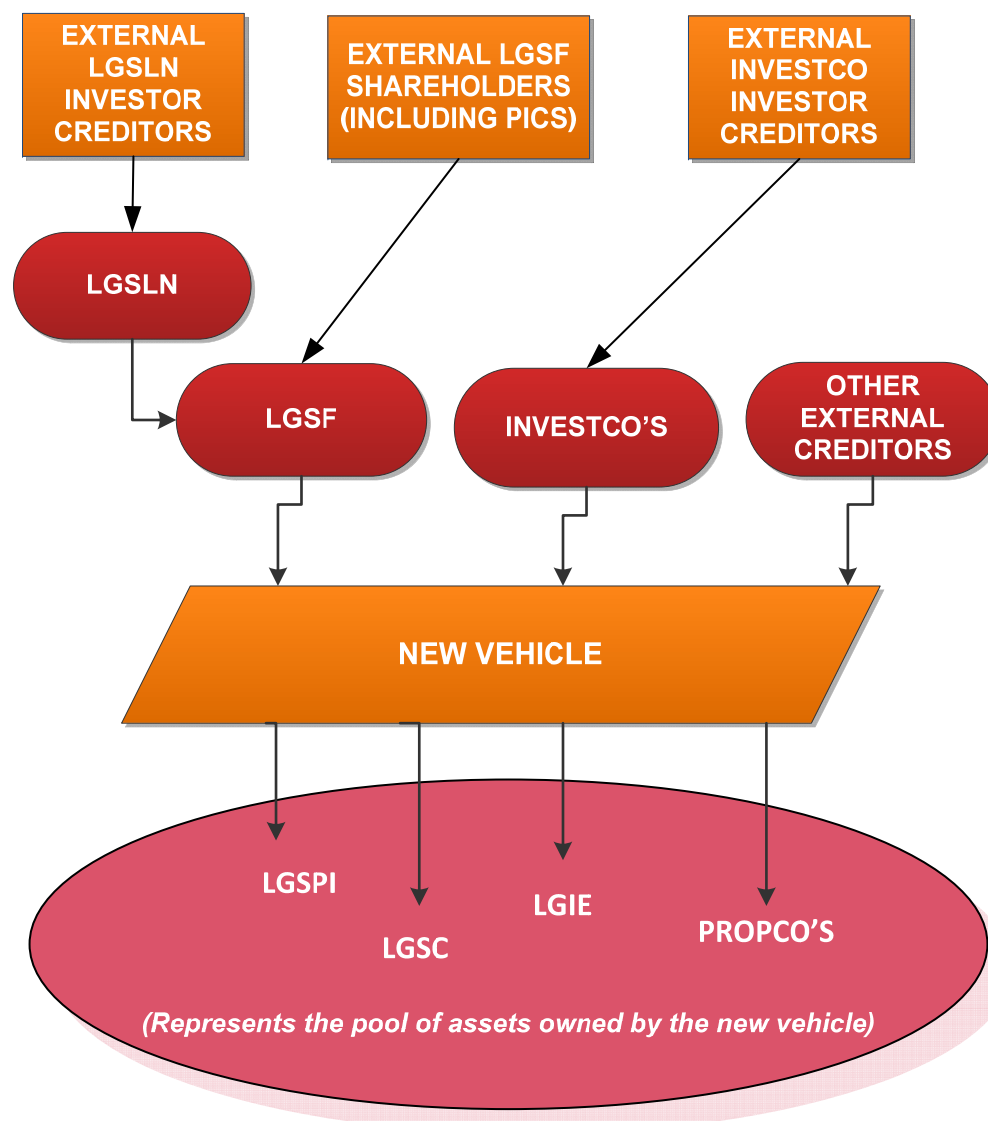 EXTERNAL
LGSLN
INVESTOR
CREDITORS
EXTERNAL LGSF
SHAREHOLDERS
(INCLUDING PICS)
EXTERNAL
INVESTCO
INVESTOR
CREDITORS
LGSLN
LGSF
INVESTCO’S
OTHER
EXTERNAL
CREDITORS
NEW VEHICLE
LGSPI
LGSC
LGIE
PROPCO’S
(Represents the pool of assets owned by the new vehicle)